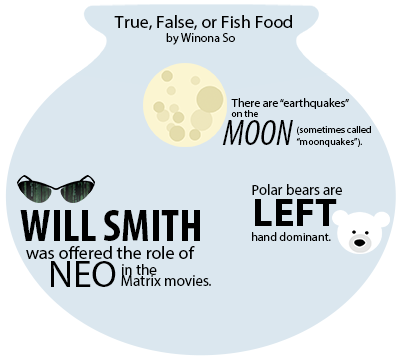 True, False, or Fish Food
by Winona So
There are “earthquakes”
on the
MOON (sometimes called
“moonquakes”).
Polar bears are
LEFT
hand dominant.
WILL SMITH
was offered the role of
NEO in the
Matrix movies.